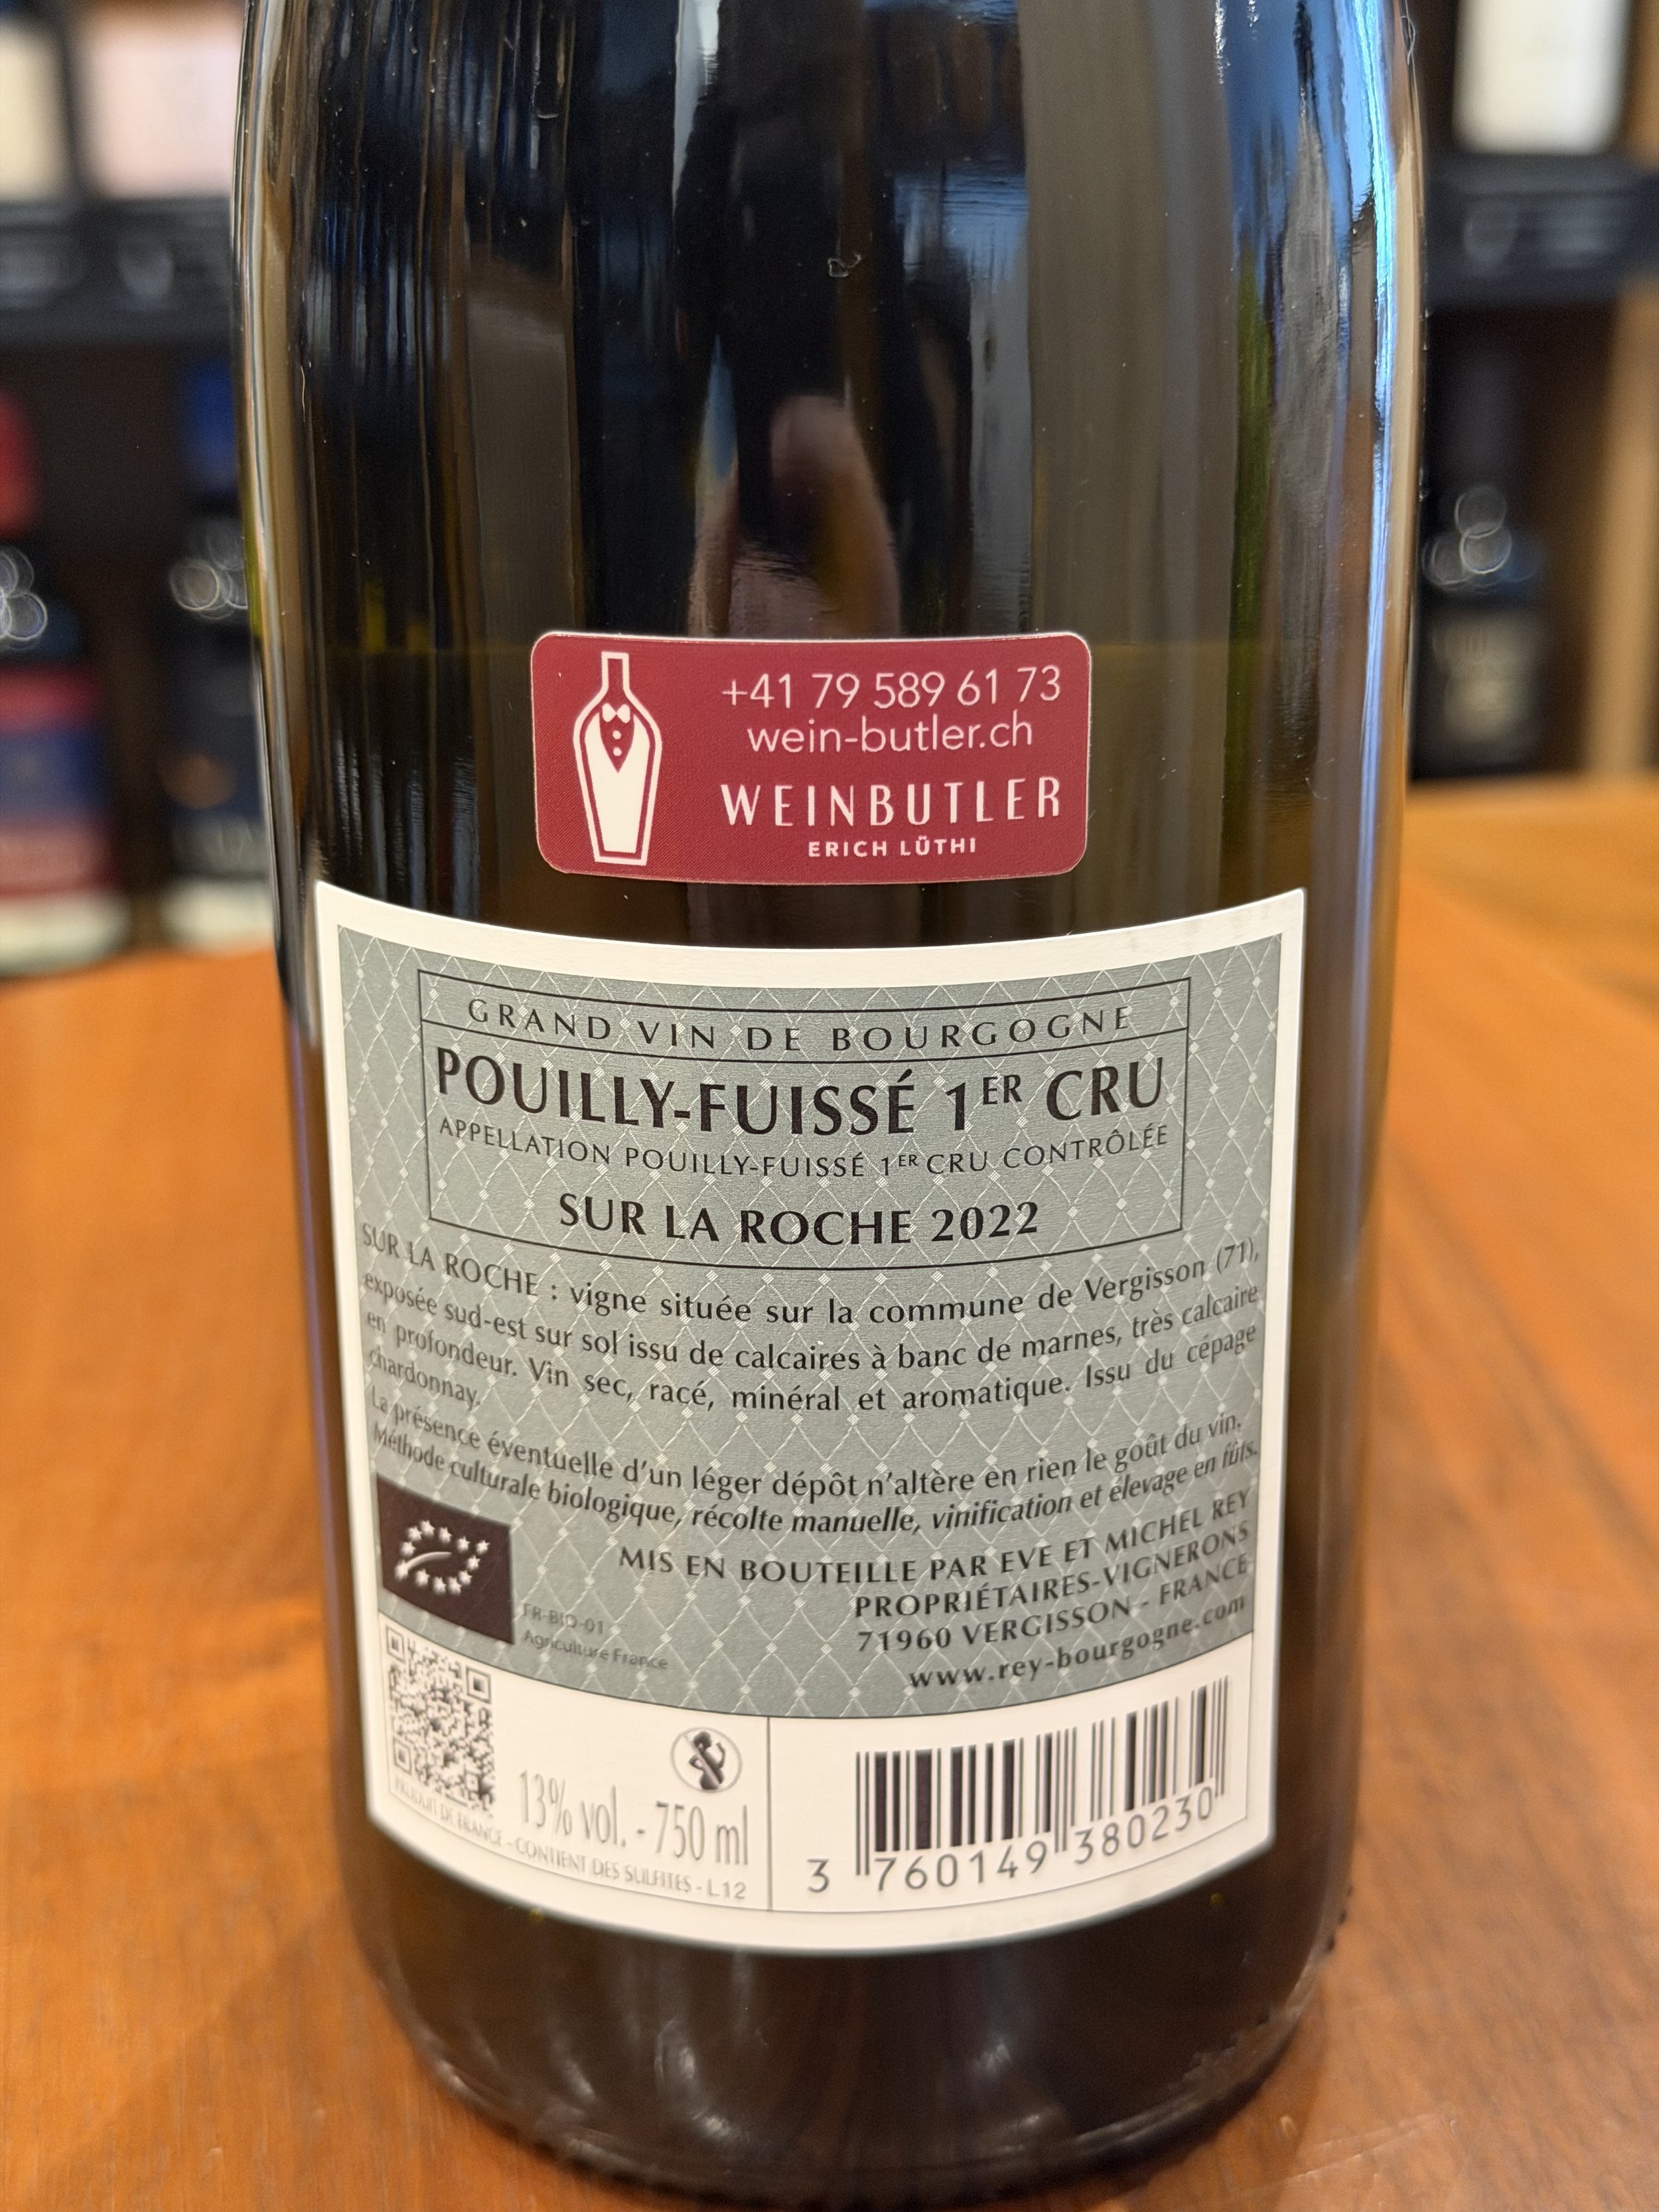 +41 79 589 61 73
wein-butler.ch
WEINBUTLER
ERICH LÜTHI
GRAND VIN DE BOURGOGNE
POUILLY-FUISSÉ 1ER CRU
APPELLATION POUILLY-FUISSÉ 1ER CRU CONTRÔLÉE
SUR LA ROCHE 2022
SUR LA ROCHE : vigne située sur la commune de Vergisson (71),
exposée sud-est sur sol issu de calcaires à banc de marnes, très calcaire
en profondeur. Vin sec, racé, minéral et aromatique. Issu du cépage
chardonnay.
La présence éventuelle d'un léger dépôt n'altère en rien le goût du vin.
Méthode culturale biologique, récolte manuelle, vinification et élevage en fûts.
MIS EN BOUTEILLE PAR EVE ET MICHEL REY
PROPRIÉTAIRES-VIGNERONS
71960 VERGISSON - FRANCE
www.rey-bourgogne.com
FR-BIO-01
Agriculture France
13% vol. - 750 ml
PRODUIT DE FRANCE - CONTIENT DES SULFITES - L12
3 760149 380230